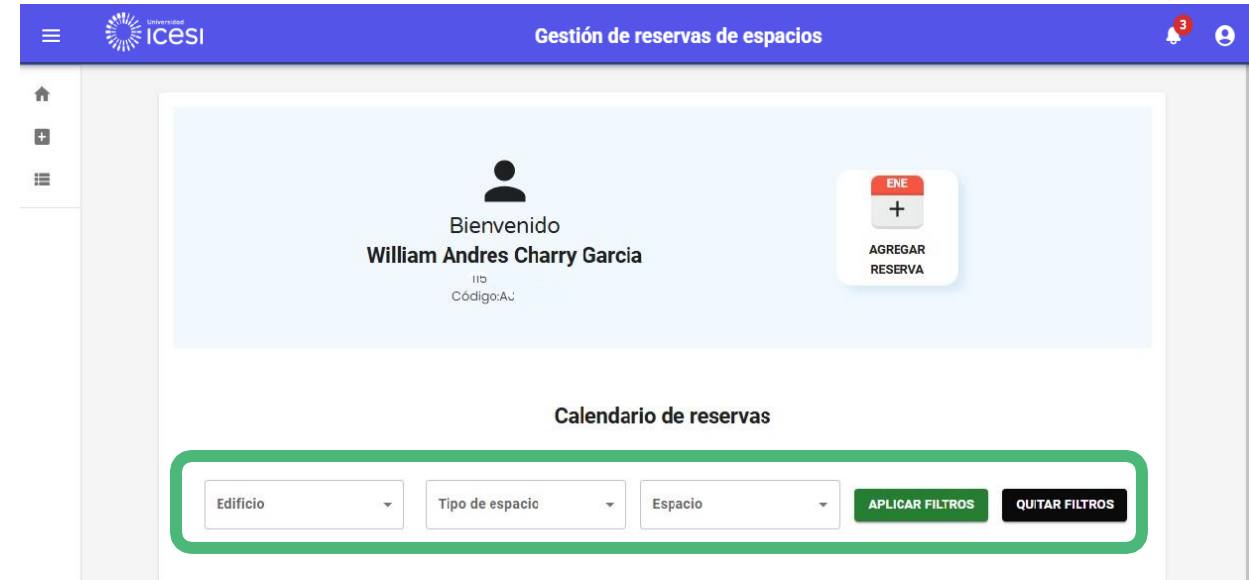 Universidad
icesi
Gestión de reservas de espacios
3
Bienvenido
William Andres Charry Garcia
Código:
ENE
+
AGREGAR
RESERVA
Calendario de reservas
Edificio
Tipo de espacio
Espacio
APLICAR FILTROS
QUITAR FILTROS